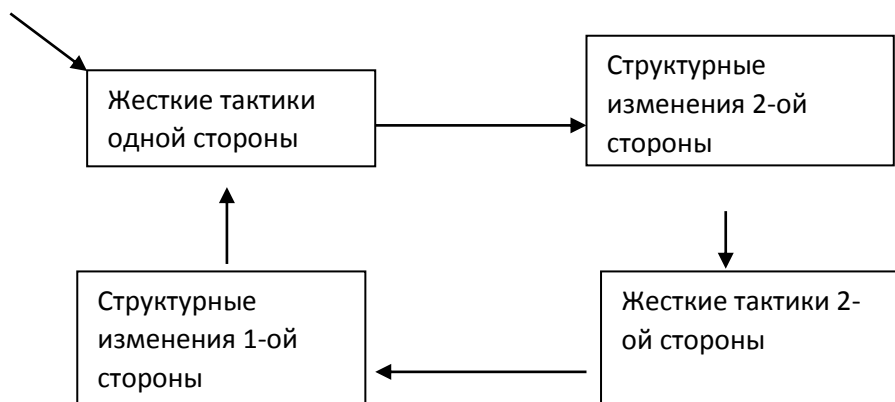 Жесткие тактики
одной стороны
Структурные
изменения 2-ой
стороны
Структурные
изменения 1-ой
стороны
Жесткие тактики 2-
ой стороны